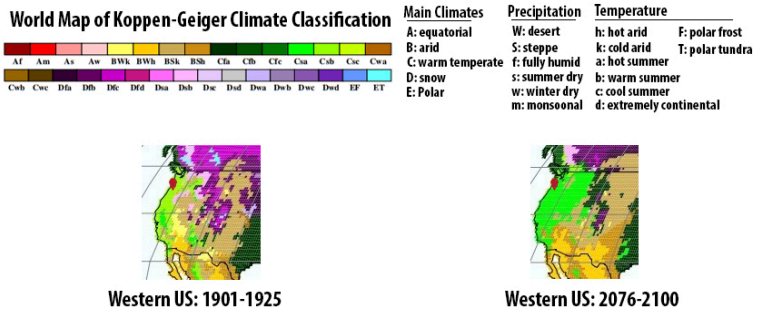 World Map of Koppen-Geiger Climate Classification
Af Am As Aw BWk BWh BSk BSh Cfa Cfb Cfc Csa Csb Csc Cwa
Cwb Cwc Dfa Dfb Dfc Dfd Dsa Dsb Dsc Dsd Dwa Dwb Dwc Dwd EF ET
Main Climates
A: equatorial
B: arid
C: warm temperate
D: snow
E: Polar
Precipitation
W: desert
S: steppe
f: fully humid
s: summer dry
w: winter dry
m: monsoonal
Temperature
h: hot arid
k: cold arid
a: hot summer
b: warm summer
c: cool summer
d: extremely continental
F: polar frost
T: polar tundra
Western US: 1901-1925
Western US: 2076-2100